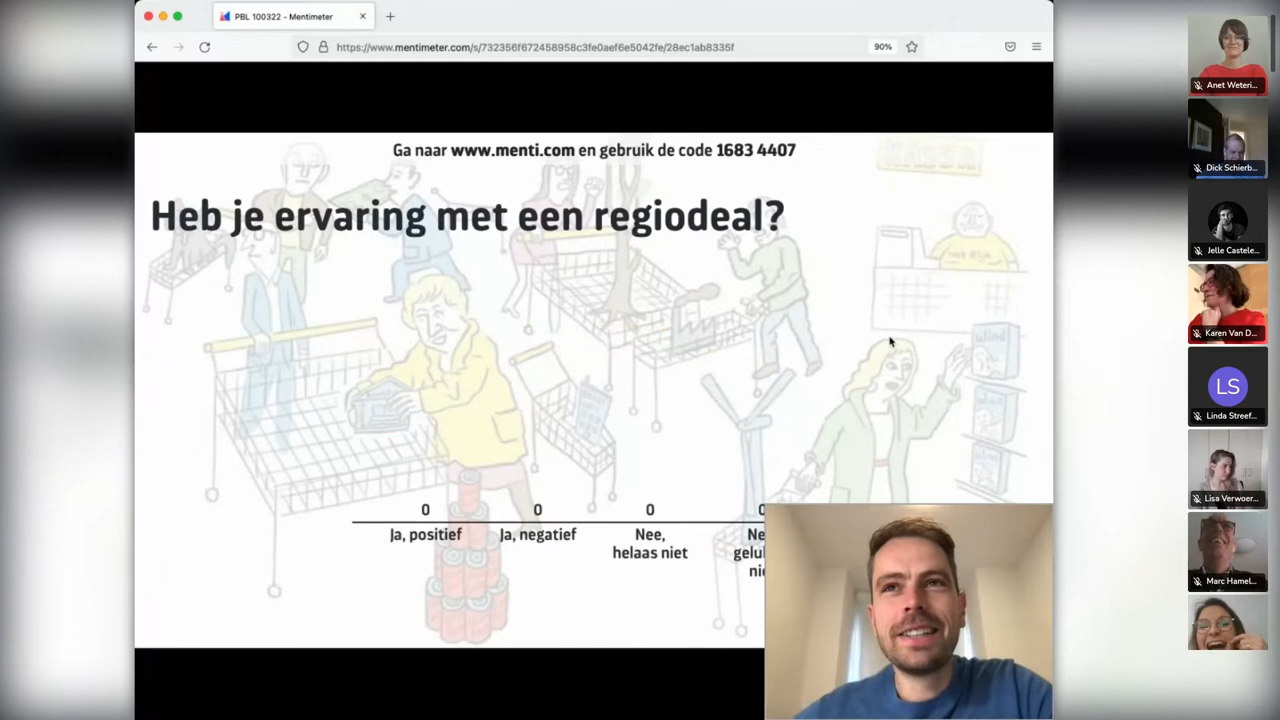 PBL 100322 - Mentimeter
https://www.mentimeter.com/s/732356f672458958c3fe0aef6e5042fe/28ec1ab8335f
90%
Ga naar www.menti.com en gebruik de code 1683 4407
KASSA
Heb je ervaring met een regiodeal?
0
0
0
Ja, positief
Ja, negatief
Nee,
helaas niet
Anet Weteri...
Dick Schierb...
Jelle Castele...
Karen Van D...
LS
Linda Streef...
Lisa Verwoer...
Marc Hamel...